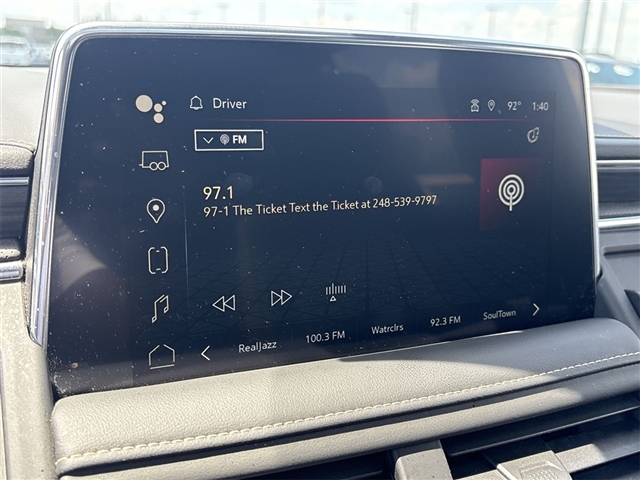 Driver
92° 1:40
FM
97.1
97-1 The Ticket Text the Ticket at 248-539-9797
RealJazz 100.3 FM Watrclrs 92.3 FM SoulTown